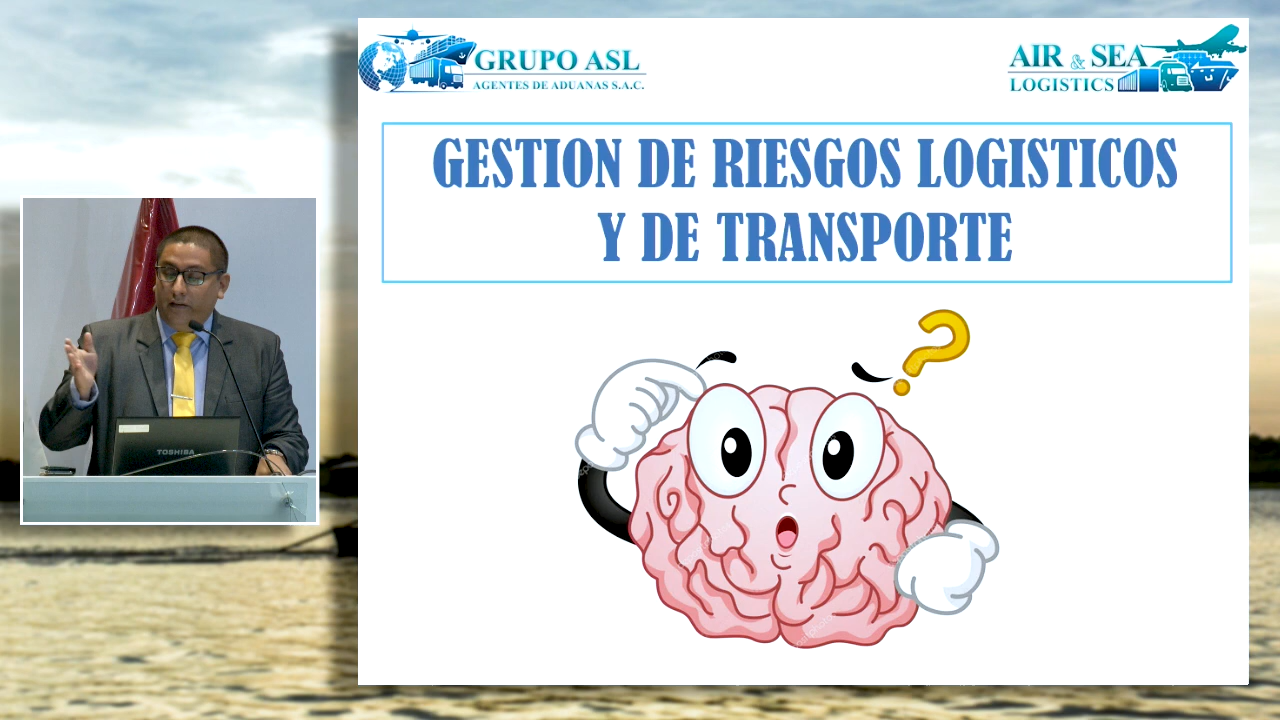 GRUPO ASL
AGENTES DE ADUANAS S.A.C.
AIR & SEA
LOGISTICS
GESTION DE RIESGOS LOGISTICOS
Y DE TRANSPORTE
TOSHIBA